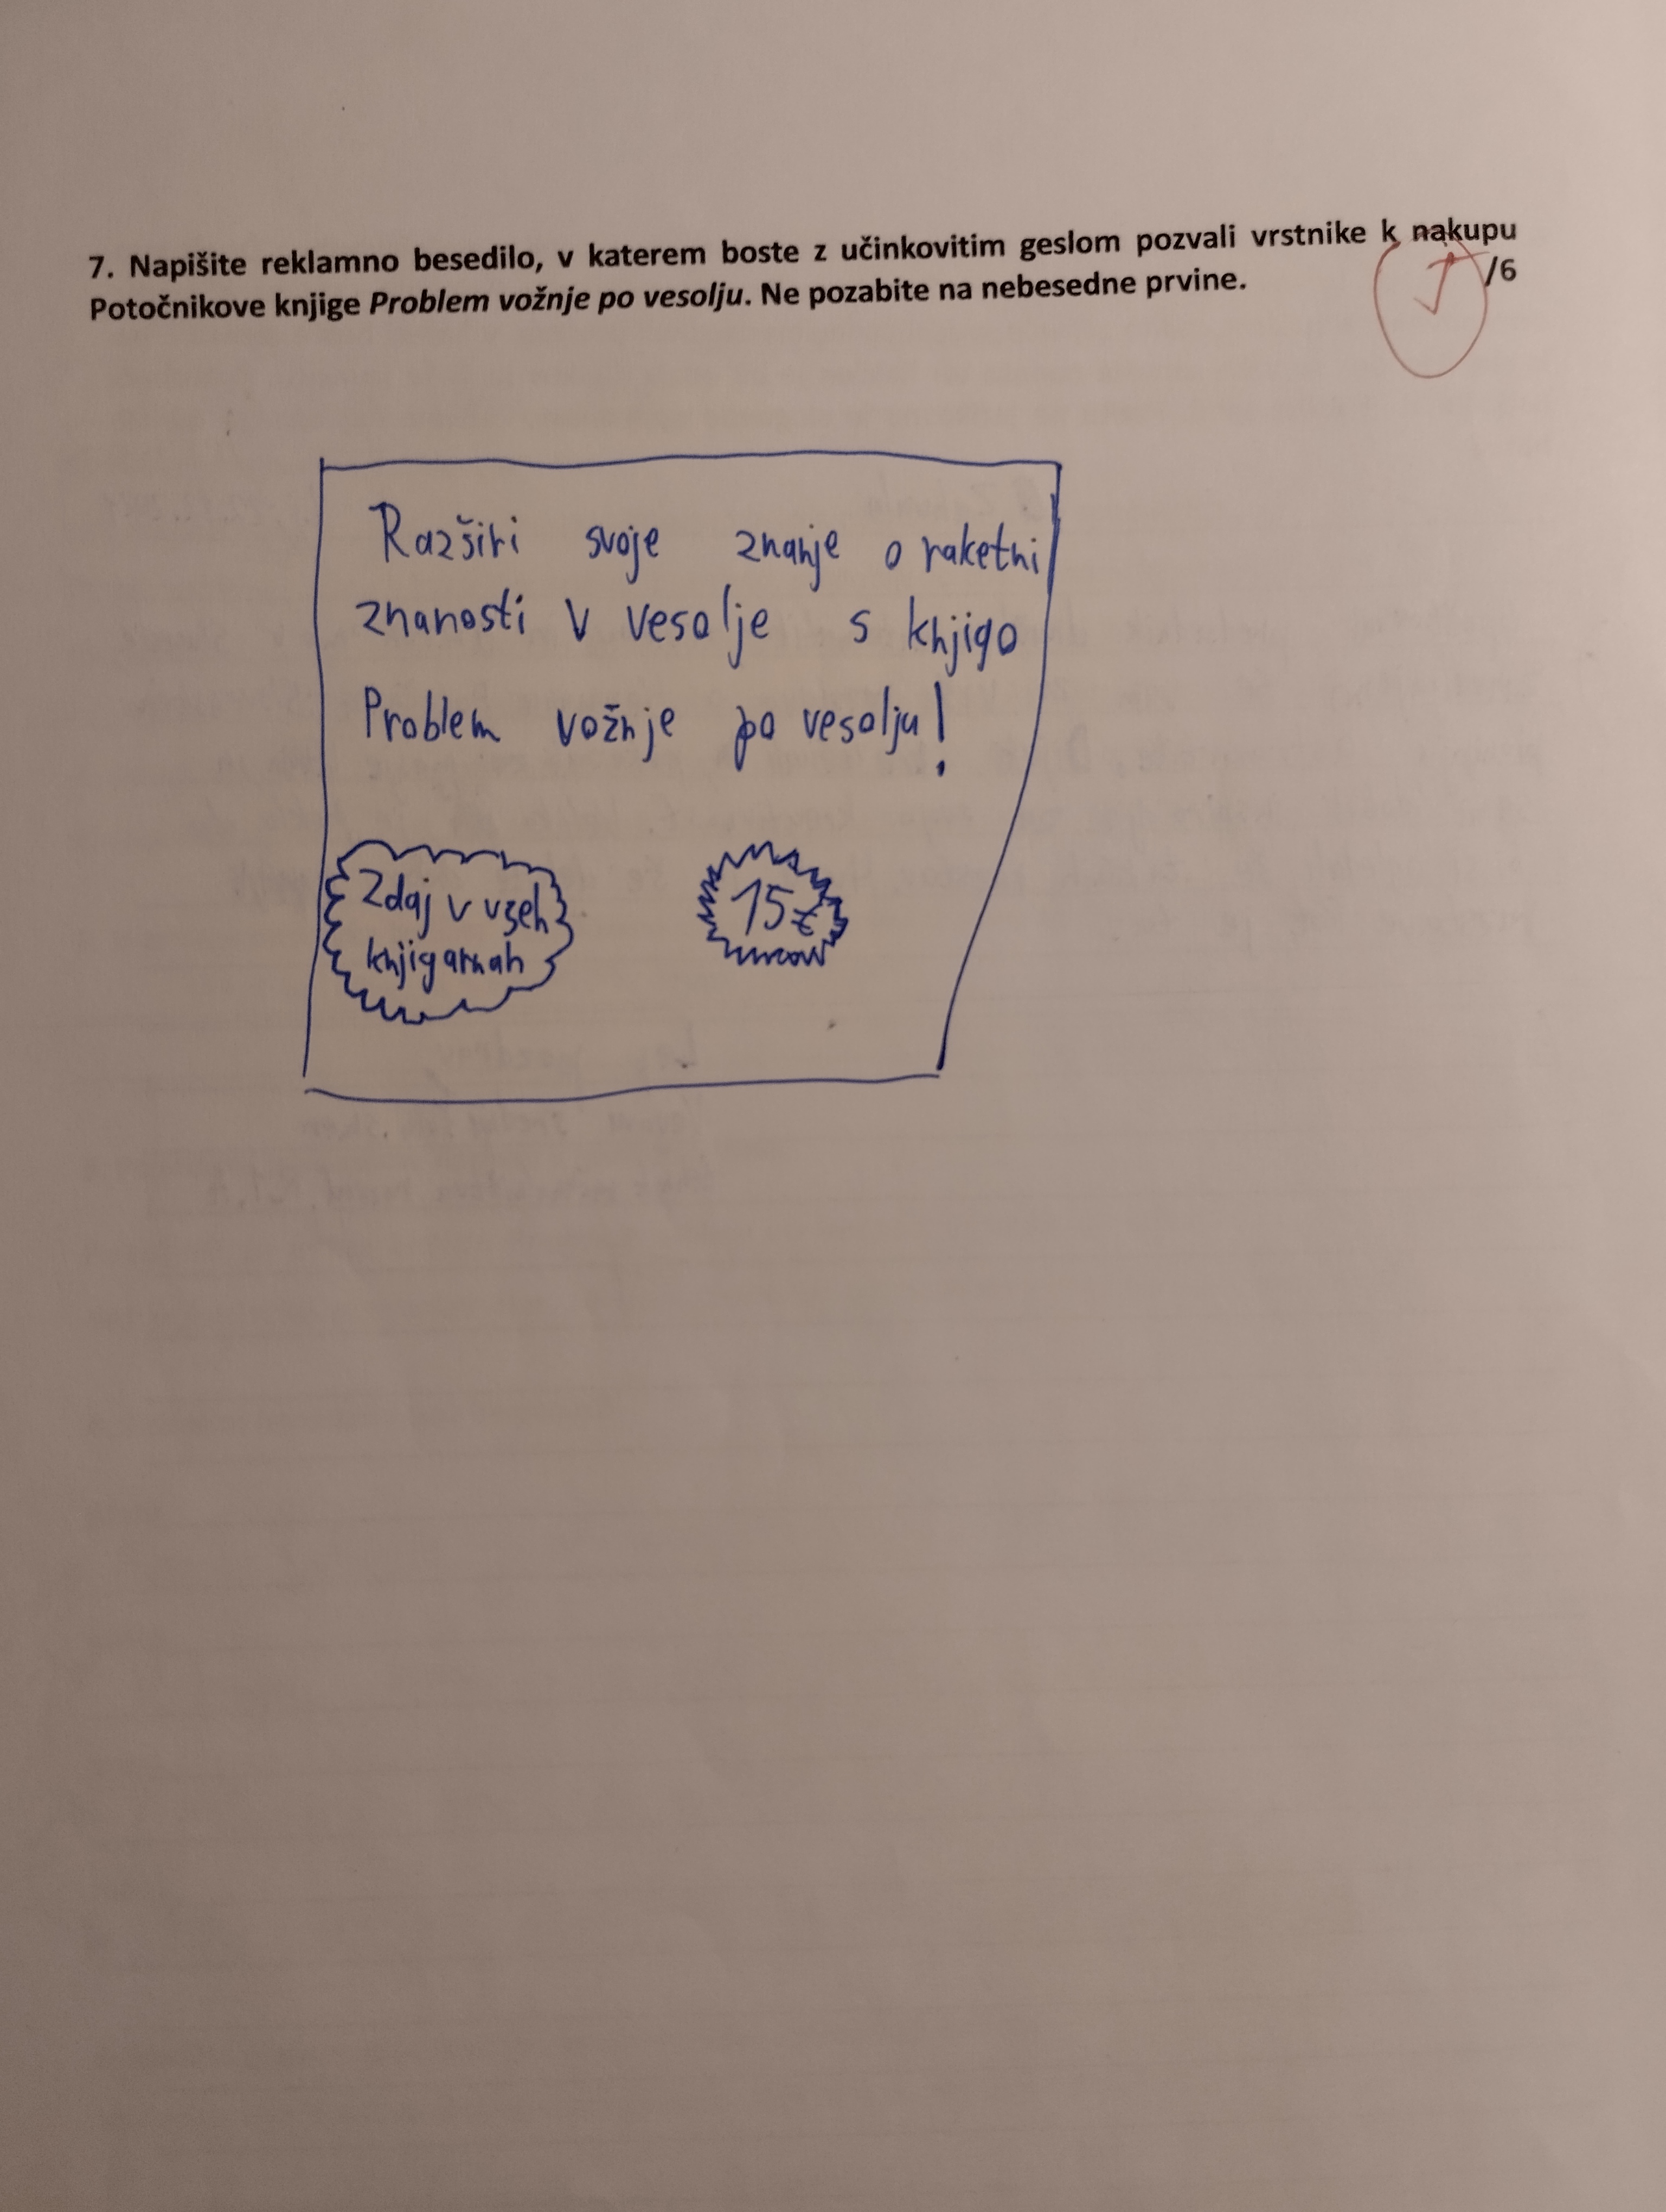 7. Napišite reklamno besedilo, v katerem boste z učinkovitim geslom pozvali vrstnike k nakupu
Potočnikove knjige Problem vožnje po vesolju. Ne pozabite na nebesedne prvine. /6
Razširi svoje znanje o raketni
znanosti v vesolje s knjigo
Problem vožnje po vesolju!
Zdaj v vseh
knjigarnah
15€